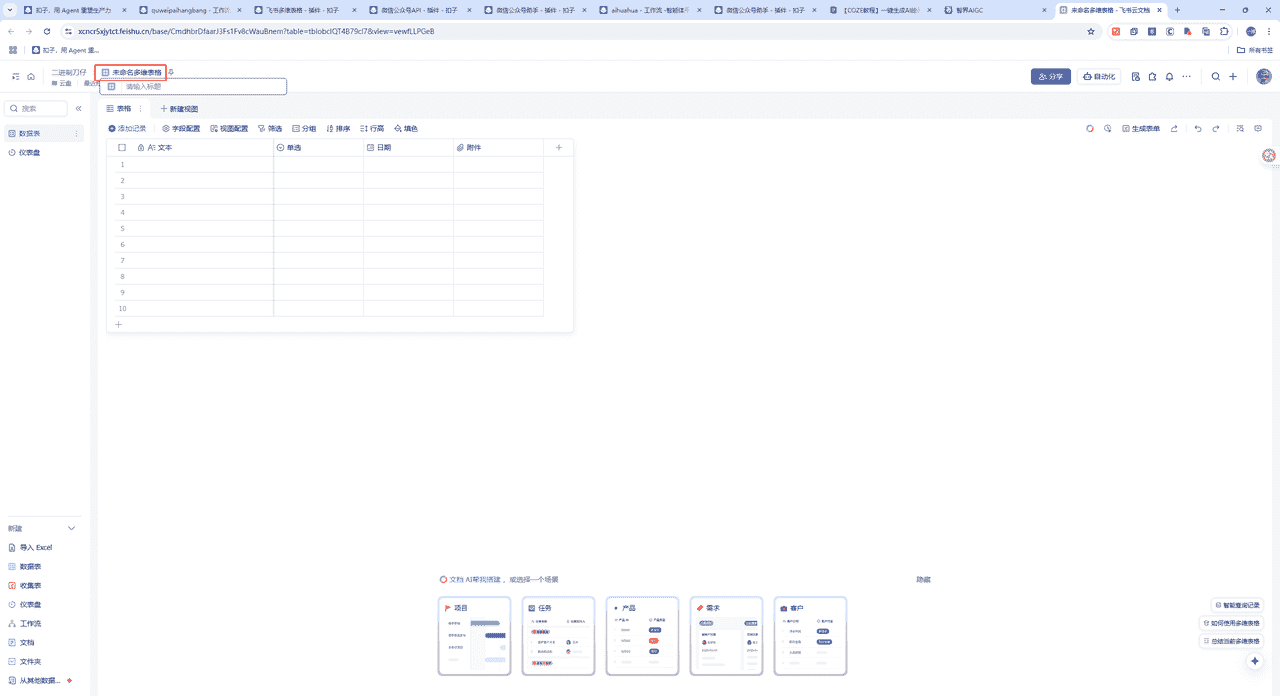 扣子，用 Agent 重塑生产力
quweipaihangbang - 工作流
飞书多维表格 - 插件 - 扣子
微信公众号API - 插件 - 扣子
微信公众号助手 - 插件 - 扣子
aihuahua - 工作流 - 智能体平
微信公众号助手 - 插件 - 扣子
【COZE教程】一键生成AI绘
智界AIGC
未命名多维表格 - 飞书云文档
扣子，用 Agent 重...
所有书签
二进制刀仔
未命名多维表格
云盘
最近
请输入标题
分享
自动化
搜索
表格
新建视图
数据表
仪表盘
添加记录
字段配置
视图配置
筛选
分组
排序
行高
填色
生成表单
文本
单选
日期
附件
1
2
3
4
5
6
7
8
9
10
新建
导入 Excel
数据表
收集表
仪表盘
工作流
文档
文件夹
从其他数据...
文档 AI帮我搭建，或选择一个场景
隐藏
项目
任务
产品
需求
客户
智能查询记录
如何使用多维表格
总结当前多维表格